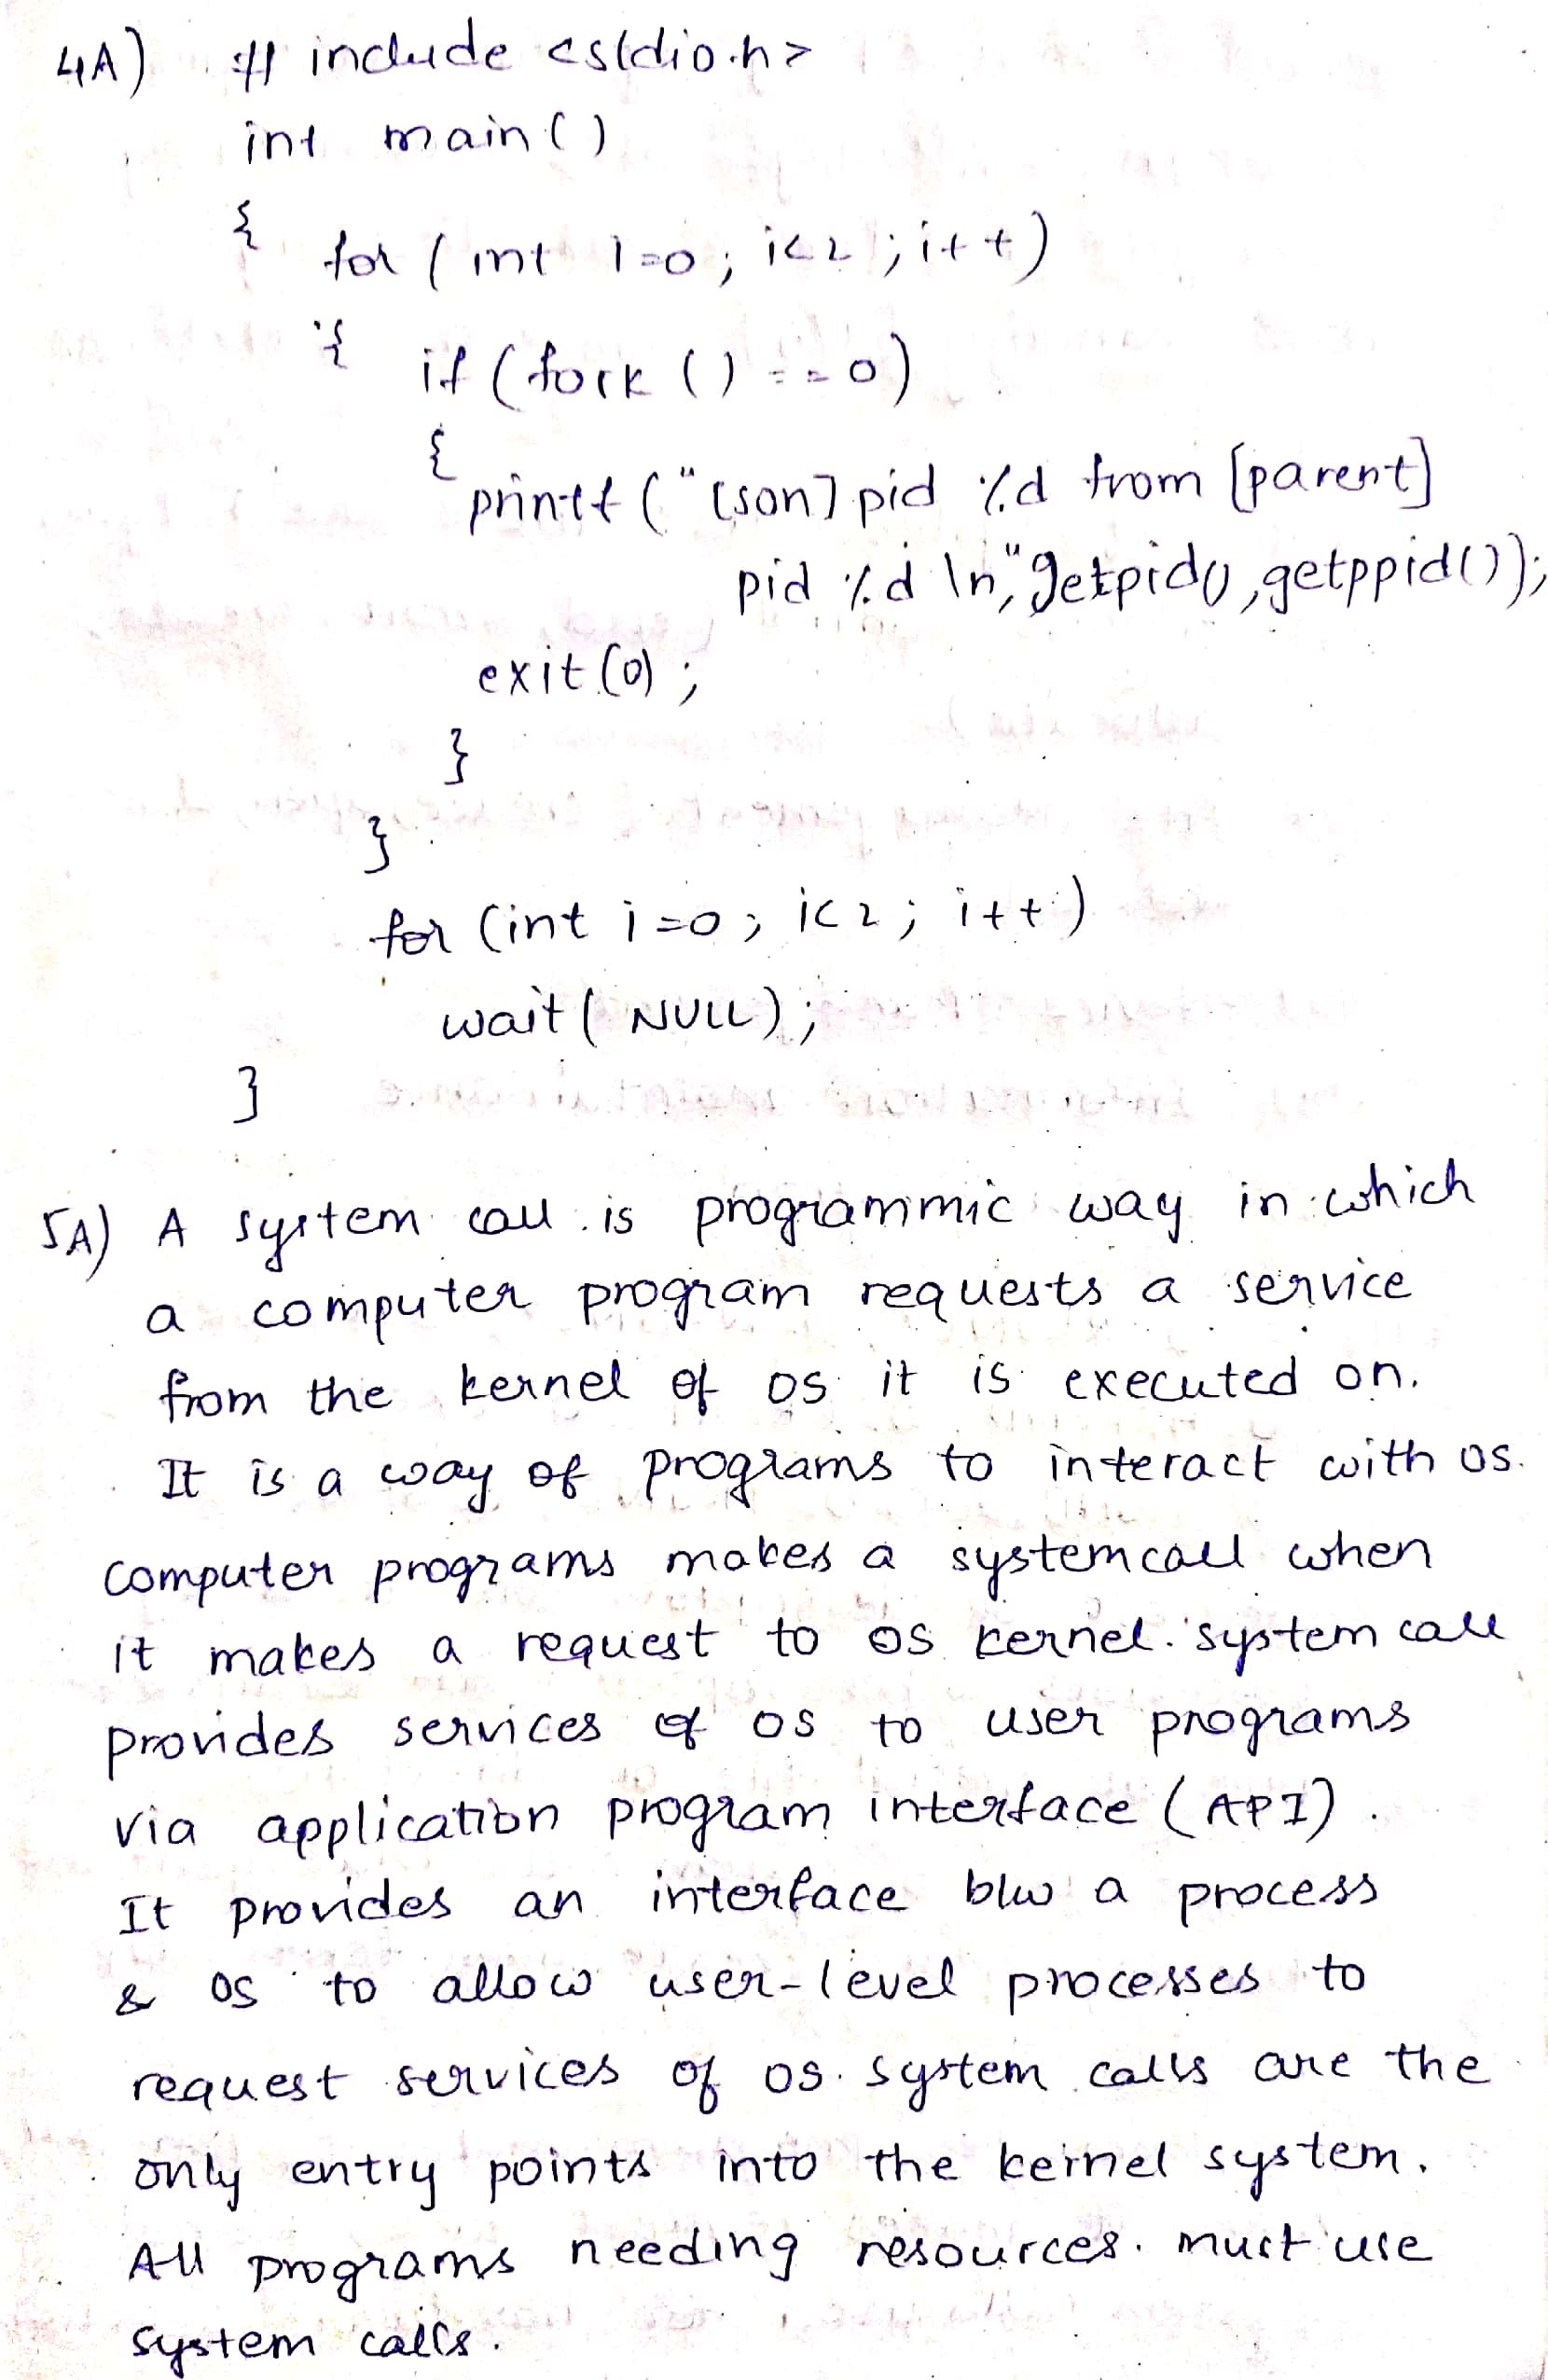 4A) # include <stdio.h>
int main()
{
for (int i=0; i<2; i++)
{
if (fork () == 0)
{
printf ("[son] pid %d from [parent]
pid %d \n", getpid(), getppid());
exit(0);
}
}
for (int i=0; i<2; i++)
wait( NULL);
}
5A) A system call is programmic way in which
a computer program requests a service
from the kernel of os it is executed on.
It is a way of programs to interact with os.
computer programs makes a systemcall when
it makes a request to os kernel. system call
provides services of os to user programs
via application program interface (API).
It provides an interface b/w a process
& OS to allow user-level processes to
request services of os. system calls are the
only entry points into the kernel system.
All programs needing resources. must use
system calls.